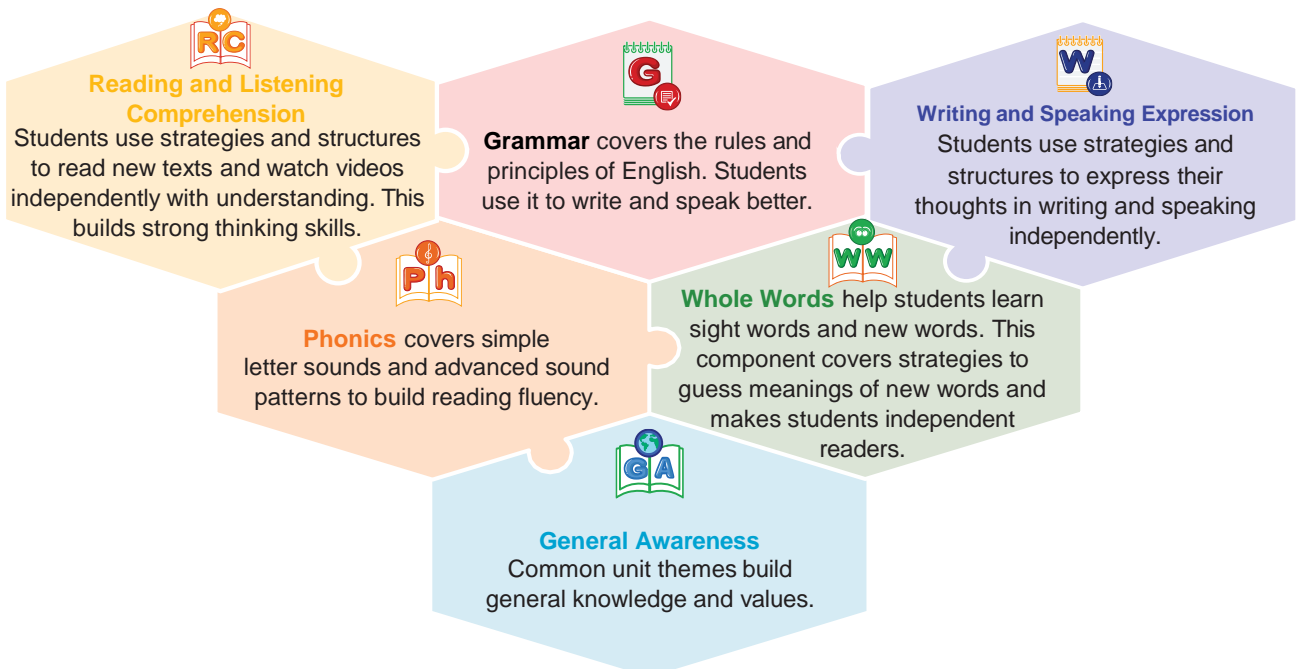 RC
Reading and Listening
Comprehension
Students use strategies and structures
to read new texts and watch videos
independently with understanding. This
builds strong thinking skills.
G
Grammar covers the rules and
principles of English. Students
use it to write and speak better.
W
Writing and Speaking Expression
Students use strategies and
structures to express their
thoughts in writing and speaking
independently.
Ph
Phonics covers simple
letter sounds and advanced sound
patterns to build reading fluency.
WW
Whole Words help students learn
sight words and new words. This
component covers strategies to
guess meanings of new words and
makes students independent
readers.
GA
General Awareness
Common unit themes build
general knowledge and values.